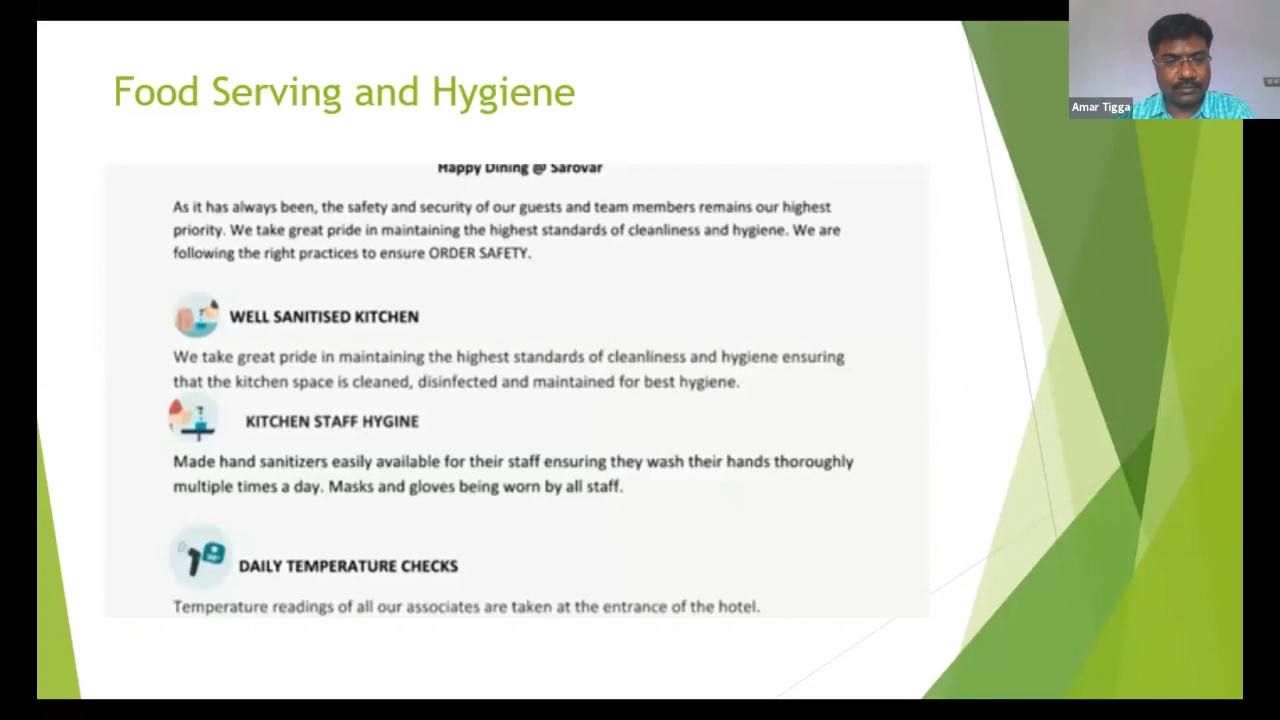 Food Serving and Hygiene
Amar Tigga
Happy Dining @ Sarovar
As it has always been, the safety and security of our guests and team members remains our highest
priority. We take great pride in maintaining the highest standards of cleanliness and hygiene. We are
following the right practices to ensure ORDER SAFETY.
WELL SANITISED KITCHEN
We take great pride in maintaining the highest standards of cleanliness and hygiene ensuring
that the kitchen space is cleaned, disinfected and maintained for best hygiene.
KITCHEN STAFF HYGINE
Made hand sanitizers easily available for their staff ensuring they wash their hands thoroughly
multiple times a day. Masks and gloves being worn by all staff.
DAILY TEMPERATURE CHECKS
Temperature readings of all our associates are taken at the entrance of the hotel.